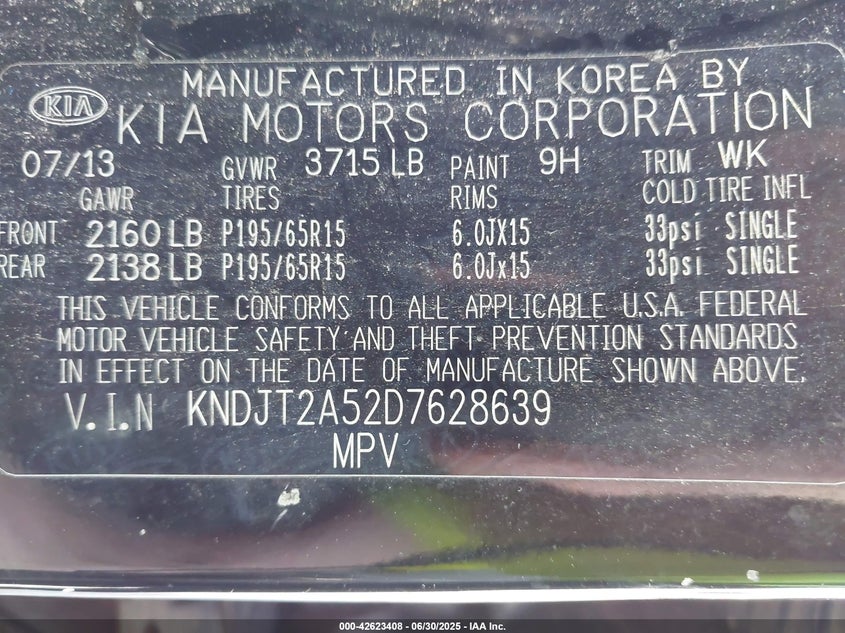 MANUFACTURED IN KOREA BY
KIA KIA MOTORS CORPORATION
07/13 GVWR 3715 LB PAINT 9H TRIM WK
GAWR TIRES RIMS COLD TIRE INFL
FRONT 2160 LB P195/65R15 6.0JX15 33psi SINGLE
REAR 2138 LB P195/65R15 6.0Jx15 33psi SINGLE
THIS VEHICLE CONFORMS TO ALL APPLICABLE U.S.A. FEDERAL
MOTOR VEHICLE SAFETY AND THEFT PREVENTION STANDARDS
IN EFFECT ON THE DATE OF MANUFACTURE SHOWN ABOVE.
V.I.N KNDJT2A52D7628639
MPV
000-42623408 - 06/30/2025 - IAA Inc.